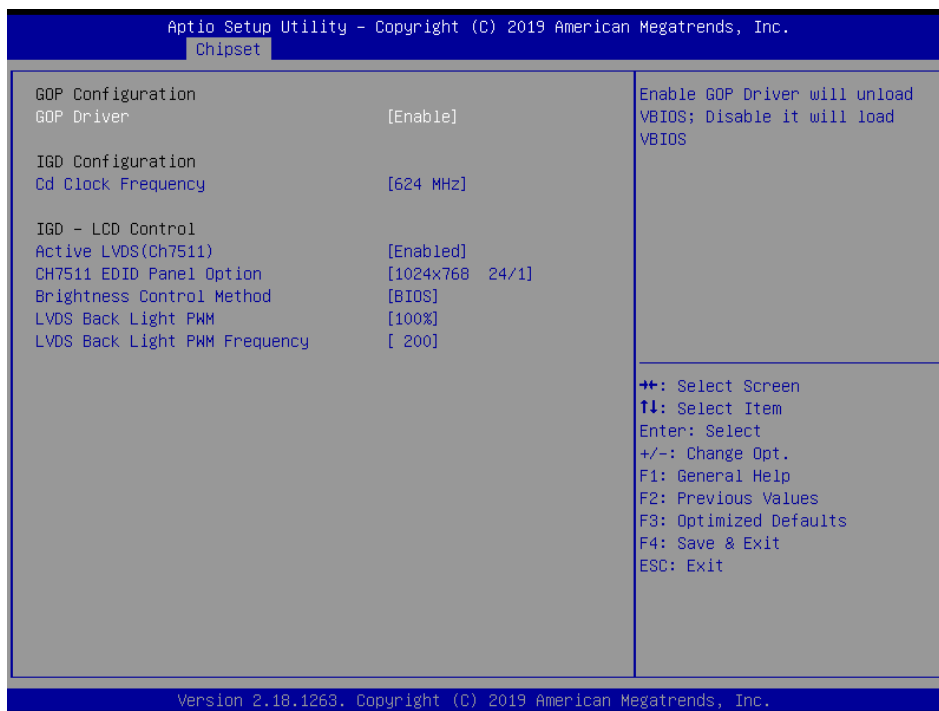 Aptio Setup Utility – Copyright (C) 2019 American Megatrends, Inc.
Chipset
GOP Configuration
GOP Driver [Enable]
IGD Configuration
Cd Clock Frequency [624 MHz]
IGD - LCD Control
Active LVDS(Ch7511) [Enabled]
CH7511 EDID Panel Option [1024x768 24/1]
Brightness Control Method [BIOS]
LVDS Back Light PWM [100%]
LVDS Back Light PWM Frequency [ 200]
Enable GOP Driver will unload
VBIOS; Disable it will load
VBIOS
→←: Select Screen
↑↓: Select Item
Enter: Select
+/-: Change Opt.
F1: General Help
F2: Previous Values
F3: Optimized Defaults
F4: Save & Exit
ESC: Exit
Version 2.18.1263. Copyright (C) 2019 American Megatrends, Inc.